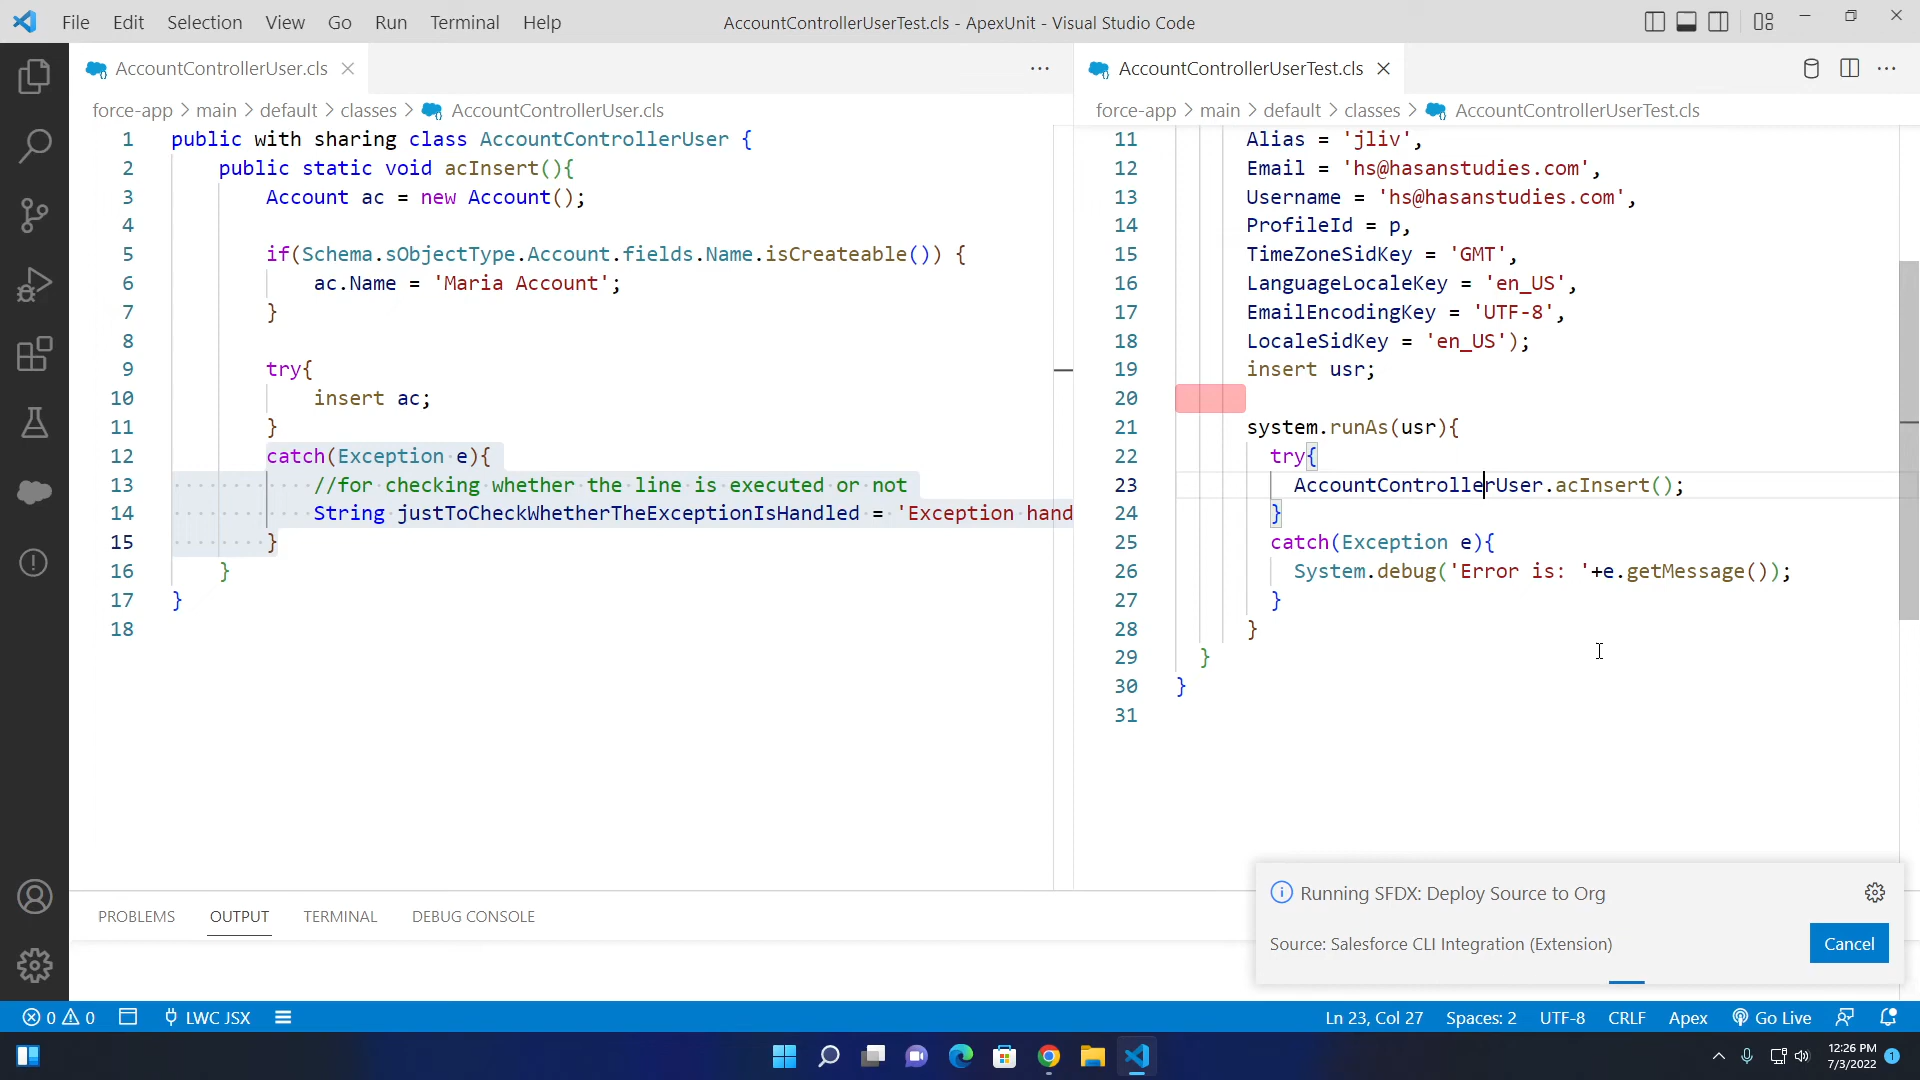 File Edit Selection View Go Run Terminal Help
AccountControllerUserTest.cls - ApexUnit - Visual Studio Code
AccountControllerUser.cls
force-app > main > default > classes > AccountControllerUser.cls
1 public with sharing class AccountControllerUser {
2 public static void acInsert(){
3 Account ac = new Account();
4
5 if(Schema.sObjectType.Account.fields.Name.isCreateable()) {
6 ac.Name = 'Maria Account';
7 }
8
9 try{
10 insert ac;
11 }
12 catch(Exception e){
13 //for checking whether the line is executed or not
14 String justToCheckWhetherTheExceptionIsHandled = 'Exception hand
15 }
16 }
17 }
18
AccountControllerUserTest.cls
force-app > main > default > classes > AccountControllerUserTest.cls
11 Alias = 'jliv',
12 Email = 'hs@hasanstudies.com',
13 Username = 'hs@hasanstudies.com',
14 ProfileId = p,
15 TimeZoneSidKey = 'GMT',
16 LanguageLocaleKey = 'en_US',
17 EmailEncodingKey = 'UTF-8',
18 LocaleSidKey = 'en_US');
19 insert usr;
20
21 system.runAs(usr){
22 try{
23 AccountControllerUser.acInsert();
24 }
25 catch(Exception e){
26 System.debug('Error is: '+e.getMessage());
27 }
28 }
29 }
30 }
31
PROBLEMS OUTPUT TERMINAL DEBUG CONSOLE
Running SFDX: Deploy Source to Org
Source: Salesforce CLI Integration (Extension)
Cancel
0 0 LWC JSX
Ln 23, Col 27 Spaces: 2 UTF-8 CRLF Apex Go Live
12:26 PM
7/3/2022
1